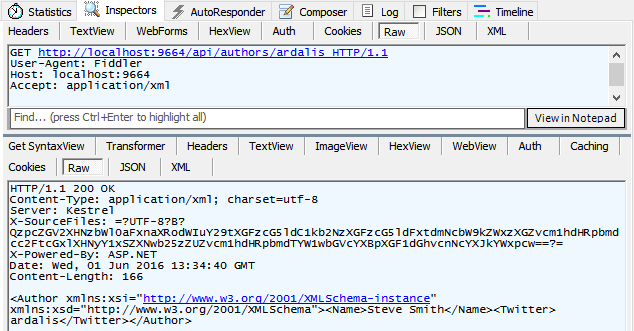 Statistics Inspectors AutoResponder Composer Log Filters Timeline
Headers TextView WebForms HexView Auth Cookies Raw JSON XML
GET http://localhost:9664/api/authors/ardalis HTTP/1.1
User-Agent: Fiddler
Host: localhost:9664
Accept: application/xml
Find... (press Ctrl+Enter to highlight all) View in Notepad
Get SyntaxView Transformer Headers TextView ImageView HexView WebView Auth Caching
Cookies Raw JSON XML
HTTP/1.1 200 OK
Content-Type: application/xml; charset=utf-8
Server: Kestrel
X-SourceFiles: =?UTF-8?B?
QzpcZGV2XHNzbWlOaFxnaXRodWIuY29tXGFzcG5ldC1kb2NzXGFzcG5ldFxtdmNcbW9kZWxzXGZvcm1hdHRpbmd
cc2FtcGxlXHNyY1xSZXNwb25zZUZvcm1hdHRpbmdTYW1wbGVcYXBpXGF1dGhvcnNcYXJkYWxpcw==?=
X-Powered-By: ASP.NET
Date: Wed, 01 Jun 2016 13:34:40 GMT
Content-Length: 166
<Author xmlns:xsi="http://www.w3.org/2001/XMLSchema-instance"
xmlns:xsd="http://www.w3.org/2001/XMLSchema"><Name>Steve Smith</Name><Twitter>
ardalis</Twitter></Author>